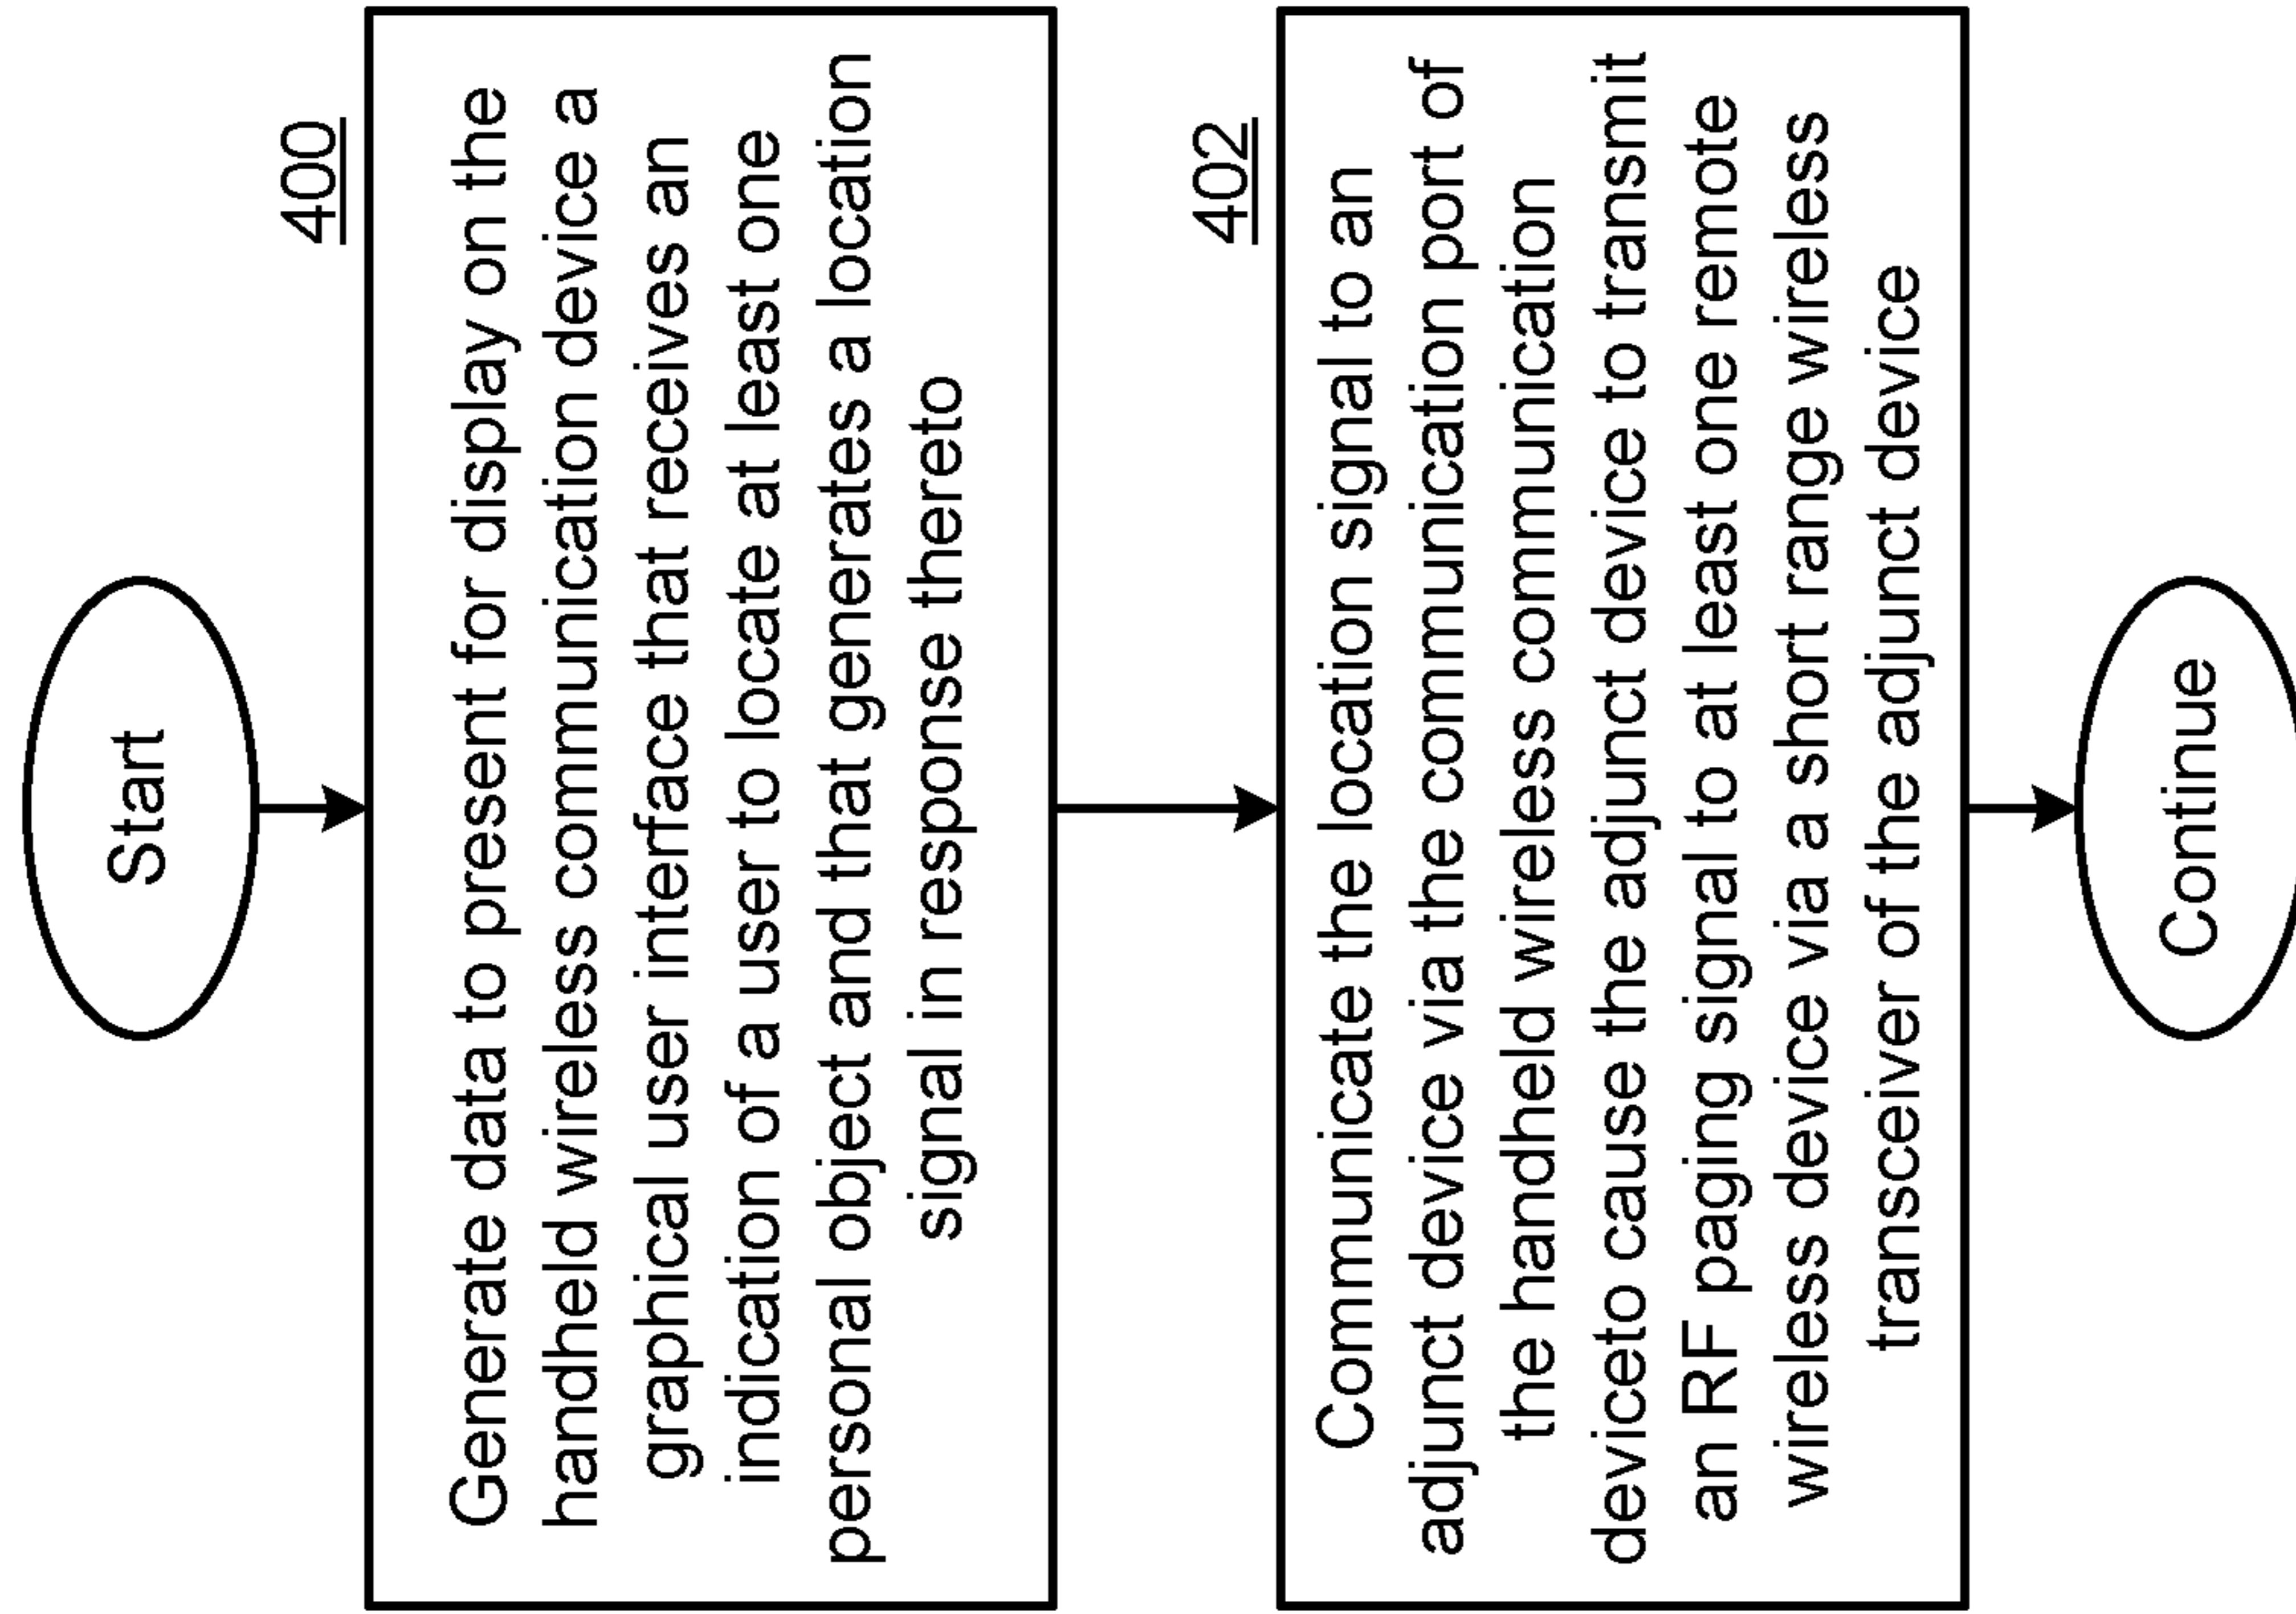 Start
400
Generate data to present for display on the
handheld wireless communication device a
graphical user interface that receives an
indication of a user to locate at least one
personal object and that generates a location
signal in response thereto
402
Communicate the location signal to an
adjunct device via the communication port of
the handheld wireless communication
deviceto cause the adjunct device to transmit
an RF paging signal to at least one remote
wireless device via a short range wireless
transceiver of the adjunct device
Continue